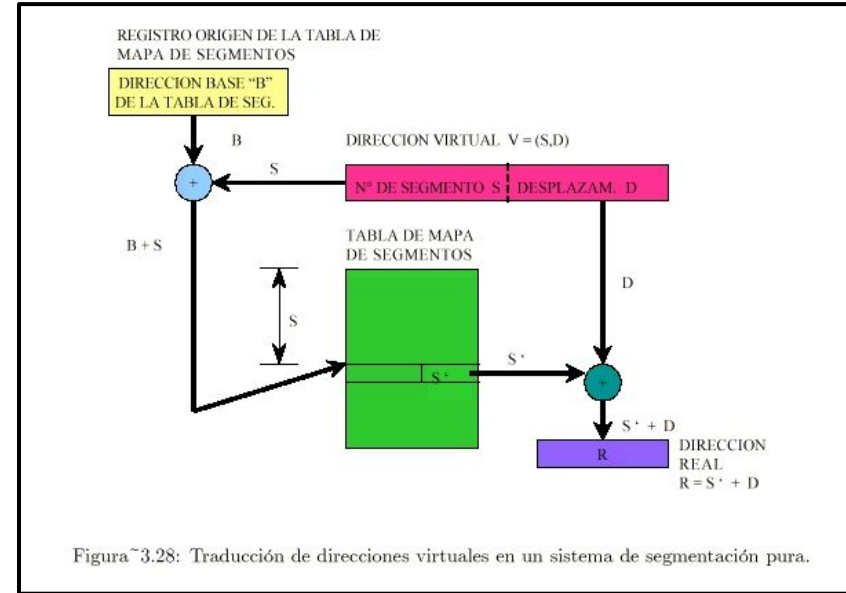 REGISTRO ORIGEN DE LA TABLA DE
MAPA DE SEGMENTOS
DIRECCION BASE “B”
DE LA TABLA DE SEG.
B
DIRECCION VIRTUAL V = (S,D)
S
N° DE SEGMENTO S
DESPLAZAM. D
+
B + S
TABLA DE MAPA
DE SEGMENTOS
D
S
S ‘
S ‘
+
S ‘ + D
R
DIRECCION
REAL
R = S ‘ + D
Figura˜3.28: Traducción de direcciones virtuales en un sistema de segmentación pura.